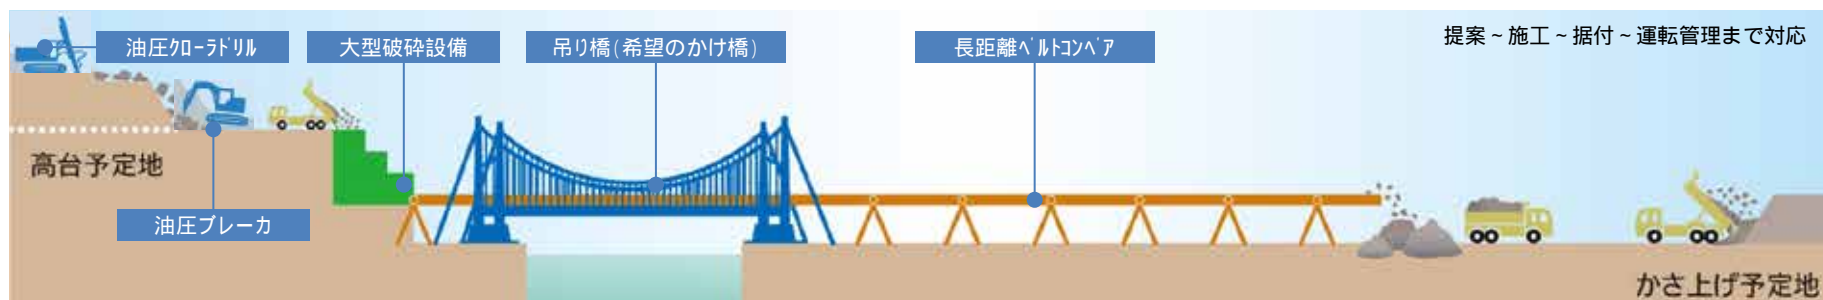 油圧ｸﾛｰﾗﾄﾞﾘﾙ
大型破砕設備
吊り橋(希望のかけ橋)
長距離ﾍﾞﾙﾄｺﾝﾍﾞｱ
提案~施工~据付~運転管理まで対応
高台予定地
油圧ブレーカ
かさ上げ予定地